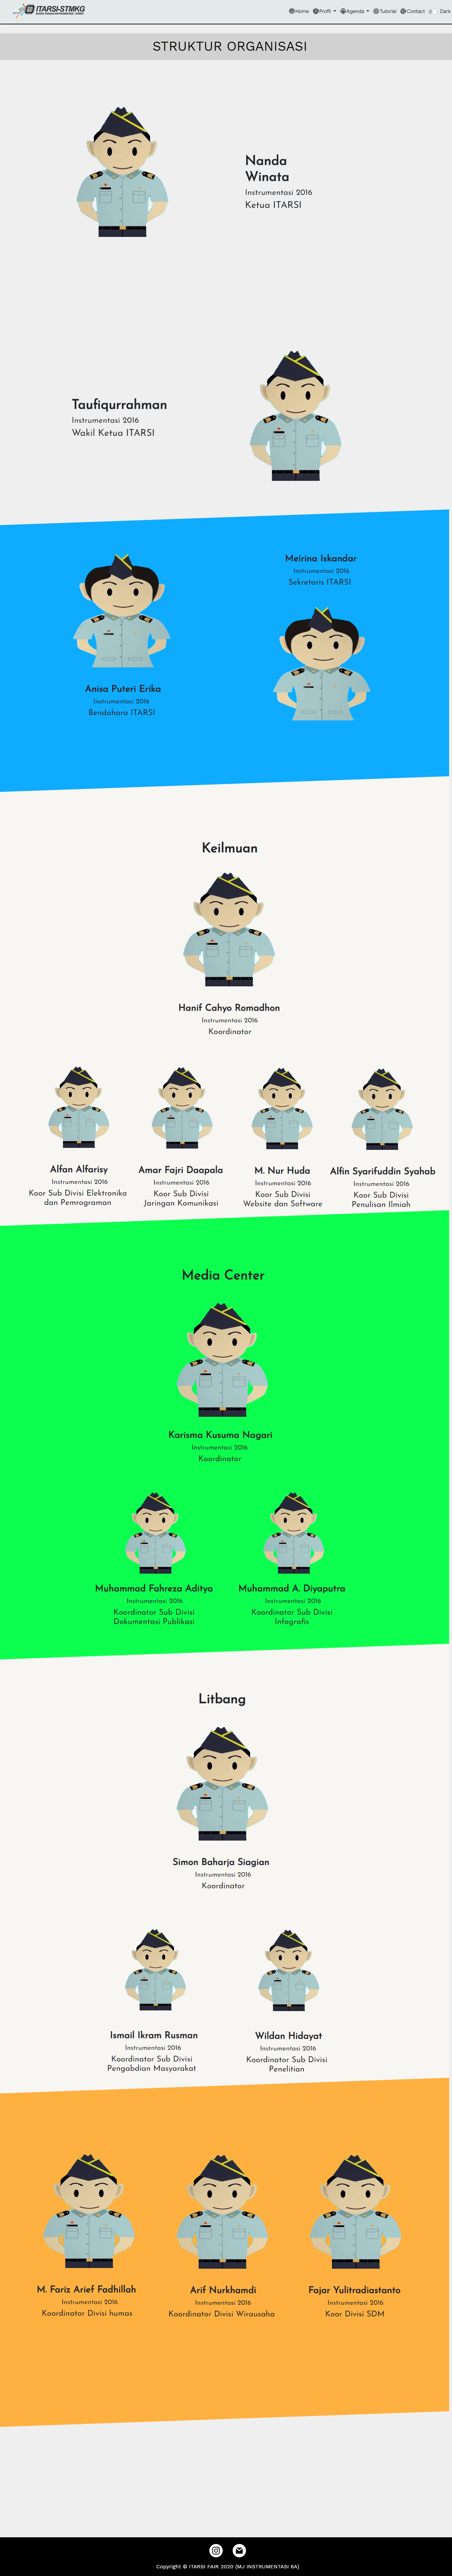 ITARSI-STMKG
Home Profil Agenda Tutorial Contact Dark
STRUKTUR ORGANISASI
Nanda
Winata
Instrumentasi 2016
Ketua ITARSI
Taufiqurrahman
Instrumentasi 2016
Wakil Ketua ITARSI
Meirina Iskandar
Instrumentasi 2016
Sekretaris ITARSI
Anisa Puteri Erika
Instrumentasi 2016
Bendahara ITARSI
Keilmuan
Hanif Cahyo Romadhon
Instrumentasi 2016
Koordinator
Alfan Alfarisy
Instrumentasi 2016
Koor Sub Divisi Elektronika
dan Pemrograman
Amar Fajri Daapala
Instrumentasi 2016
Koor Sub Divisi
Jaringan Komunikasi
M. Nur Huda
Instrumentasi 2016
Koor Sub Divisi
Website dan Software
Alfin Syarifuddin Syahab
Instrumentasi 2016
Koor Sub Divisi
Penulisan Ilmiah
Media Center
Karisma Kusuma Nagari
Instrumentasi 2016
Koordinator
Muhammad Fahreza Aditya
Instrumentasi 2016
Koordinator Sub Divisi
Dokumentasi Publikasi
Muhammad A. Diyaputra
Instrumentasi 2016
Koordinator Sub Divisi
Infografis
Litbang
Simon Baharja Siagian
Instrumentasi 2016
Koordinator
Ismail Ikram Rusman
Instrumentasi 2016
Koordinator Sub Divisi
Pengabdian Masyarakat
Wildan Hidayat
Instrumentasi 2016
Koordinator Sub Divisi
Penelitian
M. Fariz Arief Fadhillah
Instrumentasi 2016
Koordinator Divisi humas
Arif Nurkhamdi
Instrumentasi 2016
Koordinator Divisi Wirausaha
Fajar Yulitradiastanto
Instrumentasi 2016
Koor Divisi SDM
Copyright © ITARSI FAIR 2020 (MJ INSTRUMENTASI 6A)